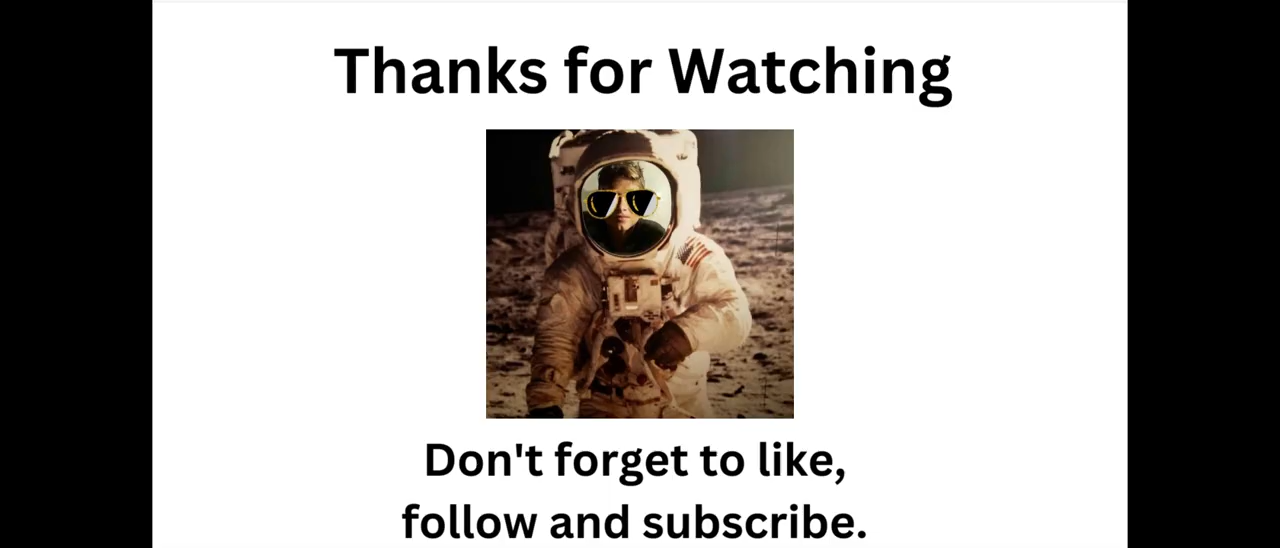 Thanks for Watching
Don't forget to like,
follow and subscribe.